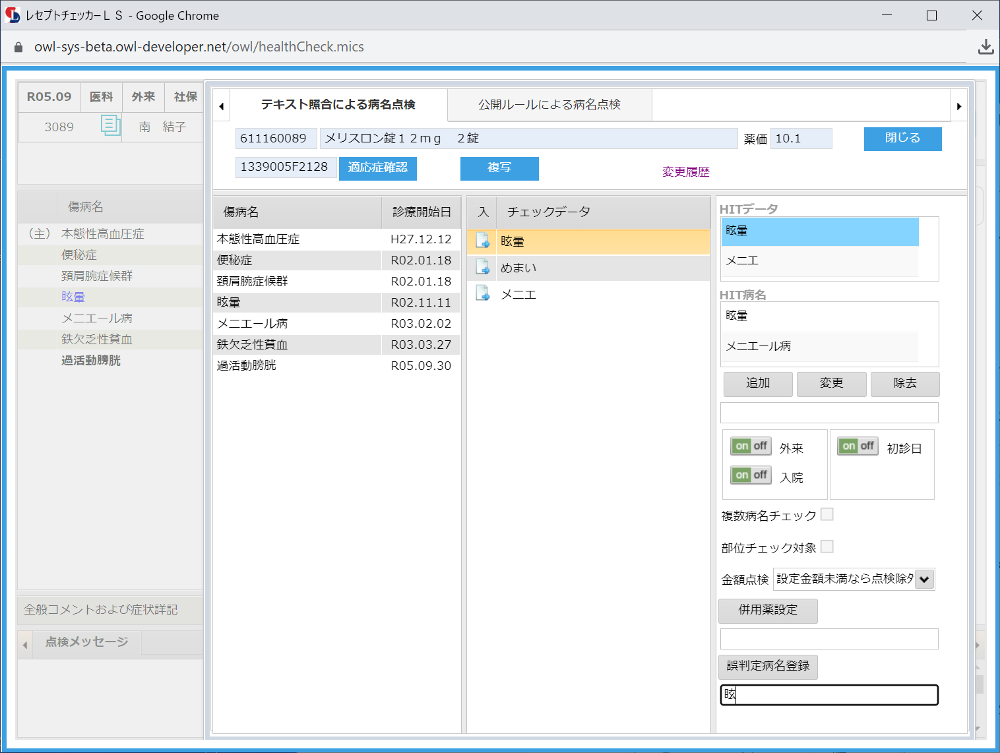 レセプトチェッカーＬＳ - Google Chrome
owl-sys-beta.owl-developer.net/owl/healthCheck.mics
R05.09 医科 外来 社保
3089 南 結子
傷病名
（主） 本態性高血圧症
便秘症
頚肩腕症候群
眩暈
メニエール病
鉄欠乏性貧血
過活動膀胱
全般コメントおよび症状詳記
点検メッセージ
テキスト照合による病名点検 公開ルールによる病名点検
611160089 メリスロン錠１２ｍｇ　２錠 薬価 10.1 閉じる
1339005F2128 適応症確認 複写 変更履歴
傷病名 診療開始日
本態性高血圧症 H27.12.12
便秘症 R02.01.18
頚肩腕症候群 R02.01.18
眩暈 R02.11.11
メニエール病 R03.02.02
鉄欠乏性貧血 R03.03.27
過活動膀胱 R05.09.30
入 チェックデータ
眩暈
めまい
メニエ
HITデータ
眩暈
メニエ
HIT病名
眩暈
メニエール病
追加 変更 除去
on off 外来 on off 初診日
on off 入院
複数病名チェック
部位チェック対象
金額点検 設定金額未満なら点検除外
併用薬設定
誤判定病名登録
眩